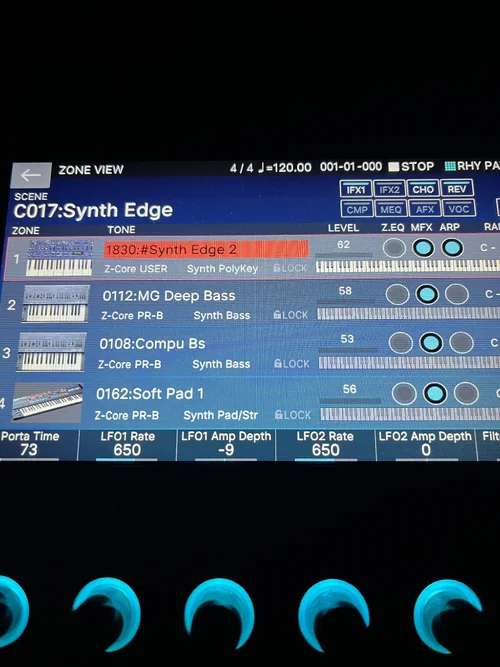 ZONE VIEW 4/4 ♩=120.00 001-01-000 STOP RHY PA
SCENE
C017:Synth Edge
IFX1 IFX2 CHO REV
CMP MEQ AFX VOC
ZONE TONE LEVEL Z.EQ MFX ARP RAN
1 1830:#Synth Edge 2 62 C -
Z-Core USER Synth PolyKey LOCK
2 0112:MG Deep Bass 58 C -
Z-Core PR-B Synth Bass LOCK
3 0108:Compu Bs 53 C
Z-Core PR-B Synth Bass LOCK
4 0162:Soft Pad 1 56 C
Z-Core PR-B Synth Pad/Str LOCK
Porta Time LFO1 Rate LFO1 Amp Depth LFO2 Rate LFO2 Amp Depth Filt
73 650 -9 650 0